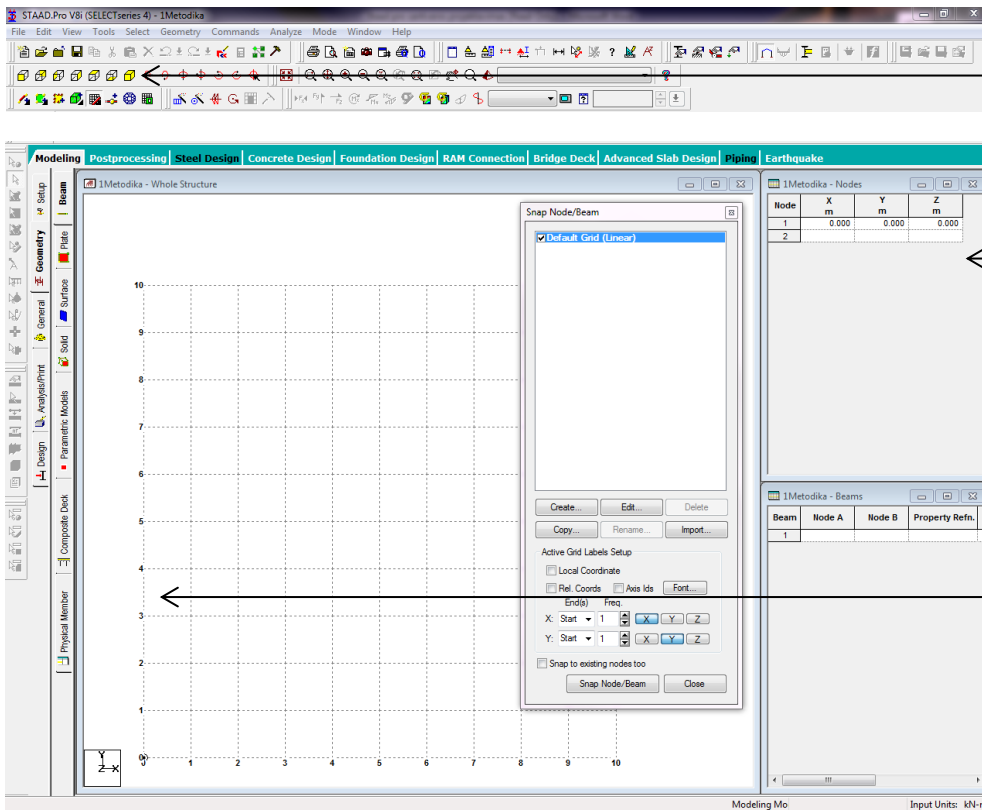 STAAD.Pro V8i (SELECTseries 4) - 1Metodika
File Edit View Tools Select Geometry Commands Analyze Mode Window Help
Modeling Postprocessing Steel Design Concrete Design Foundation Design RAM Connection Bridge Deck Advanced Slab Design Piping Earthquake
Setup
Geometry
General
Analysis/Print
Design
Beam
Plate
Surface
Solid
Parametric Models
Composite Deck
Physical Member
1Metodika - Whole Structure
10
9
8
7
6
5
4
3
2
1
0
1 2 3 4 5 6 7 8 9 10
Y
Z X
Snap Node/Beam
Default Grid (Linear)
Create... Edit... Delete
Copy... Rename... Import...
Active Grid Labels Setup
Local Coordinate
Rel. Coords Axis Ids Font...
End(s) Freq.
X: Start 1 X Y Z
Y: Start 1 X Y Z
Snap to existing nodes too
Snap Node/Beam Close
1Metodika - Nodes
Node X Y Z
m m m
1 0.000 0.000 0.000
2
1Metodika - Beams
Beam Node A Node B Property Refn.
1
Modeling Mo Input Units: kN-